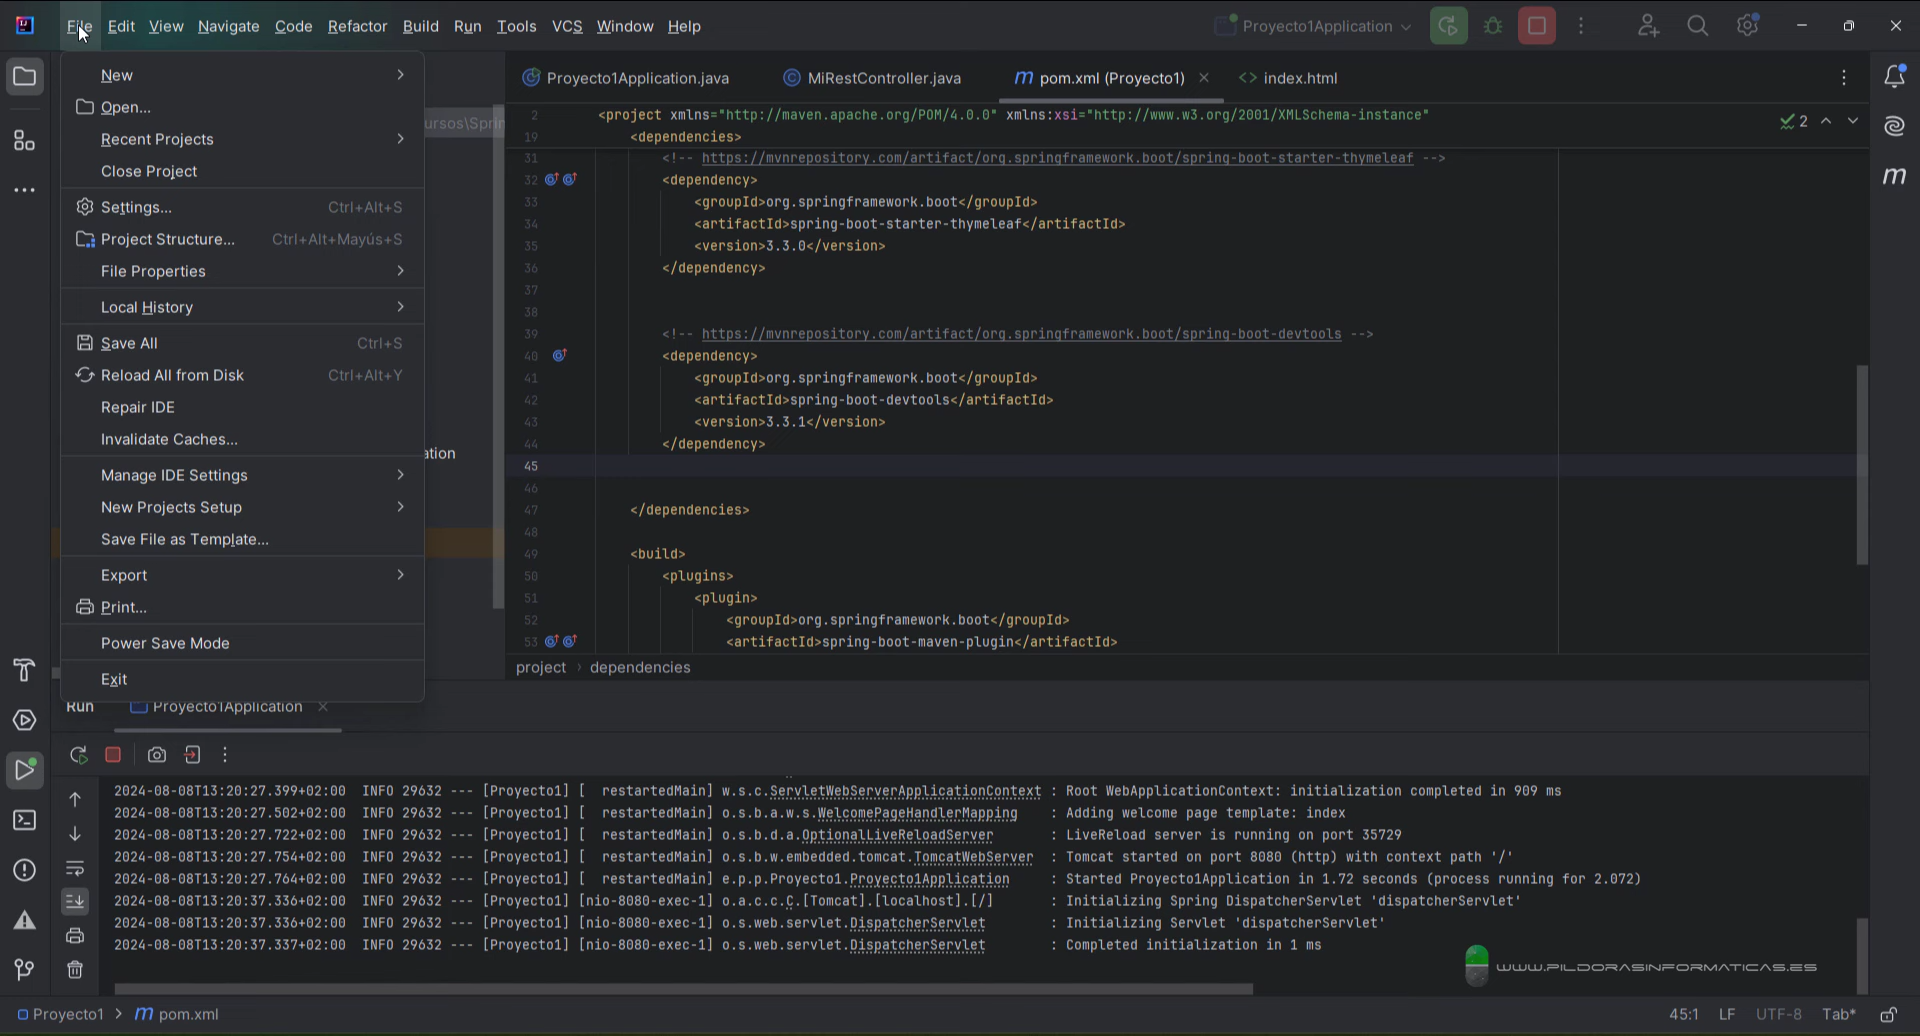 File Edit View Navigate Code Refactor Build Run Tools VCS Window Help Proyecto1Application
New
Open...
Recent Projects
Close Project
Settings... Ctrl+Alt+S
Project Structure... Ctrl+Alt+Mayús+S
File Properties
Local History
Save All Ctrl+S
Reload All from Disk Ctrl+Alt+Y
Repair IDE
Invalidate Caches...
Manage IDE Settings
New Projects Setup
Save File as Template...
Export
Print...
Power Save Mode
Exit
ursos\Sprin
ation
Proyecto1Application.java MiRestController.java m pom.xml (Proyecto1) <> index.html
2 <project xmlns="http://maven.apache.org/POM/4.0.0" xmlns:xsi="http://www.w3.org/2001/XMLSchema-instance"
2
19 <dependencies>
31 <!-- https://mvnrepository.com/artifact/org.springframework.boot/spring-boot-starter-thymeleaf -->
32 <dependency>
33 <groupId>org.springframework.boot</groupId>
34 <artifactId>spring-boot-starter-thymeleaf</artifactId>
35 <version>3.3.0</version>
36 </dependency>
37
38
39 <!-- https://mvnrepository.com/artifact/org.springframework.boot/spring-boot-devtools -->
40 <dependency>
41 <groupId>org.springframework.boot</groupId>
42 <artifactId>spring-boot-devtools</artifactId>
43 <version>3.3.1</version>
44 </dependency>
45
46
47 </dependencies>
48
49 <build>
50 <plugins>
51 <plugin>
52 <groupId>org.springframework.boot</groupId>
53 <artifactId>spring-boot-maven-plugin</artifactId>
project > dependencies
m
Run Proyecto1Application
2024-08-08T13:20:27.399+02:00 INFO 29632 --- [Proyecto1] [ restartedMain] w.s.c.ServletWebServerApplicationContext : Root WebApplicationContext: initialization completed in 909 ms
2024-08-08T13:20:27.502+02:00 INFO 29632 --- [Proyecto1] [ restartedMain] o.s.b.a.w.s.WelcomePageHandlerMapping : Adding welcome page template: index
2024-08-08T13:20:27.722+02:00 INFO 29632 --- [Proyecto1] [ restartedMain] o.s.b.d.a.OptionalLiveReloadServer : LiveReload server is running on port 35729
2024-08-08T13:20:27.754+02:00 INFO 29632 --- [Proyecto1] [ restartedMain] o.s.b.w.embedded.tomcat.TomcatWebServer : Tomcat started on port 8080 (http) with context path '/'
2024-08-08T13:20:27.764+02:00 INFO 29632 --- [Proyecto1] [ restartedMain] e.p.p.Proyecto1.Proyecto1Application : Started Proyecto1Application in 1.72 seconds (process running for 2.072)
2024-08-08T13:20:37.336+02:00 INFO 29632 --- [Proyecto1] [nio-8080-exec-1] o.a.c.c.C.[Tomcat].[localhost].[/] : Initializing Spring DispatcherServlet 'dispatcherServlet'
2024-08-08T13:20:37.336+02:00 INFO 29632 --- [Proyecto1] [nio-8080-exec-1] o.s.web.servlet.DispatcherServlet : Initializing Servlet 'dispatcherServlet'
2024-08-08T13:20:37.337+02:00 INFO 29632 --- [Proyecto1] [nio-8080-exec-1] o.s.web.servlet.DispatcherServlet : Completed initialization in 1 ms
WWW.PILDORASINFORMATICAS.ES
Proyecto1 > m pom.xml 45:1 LF UTF-8 Tab*